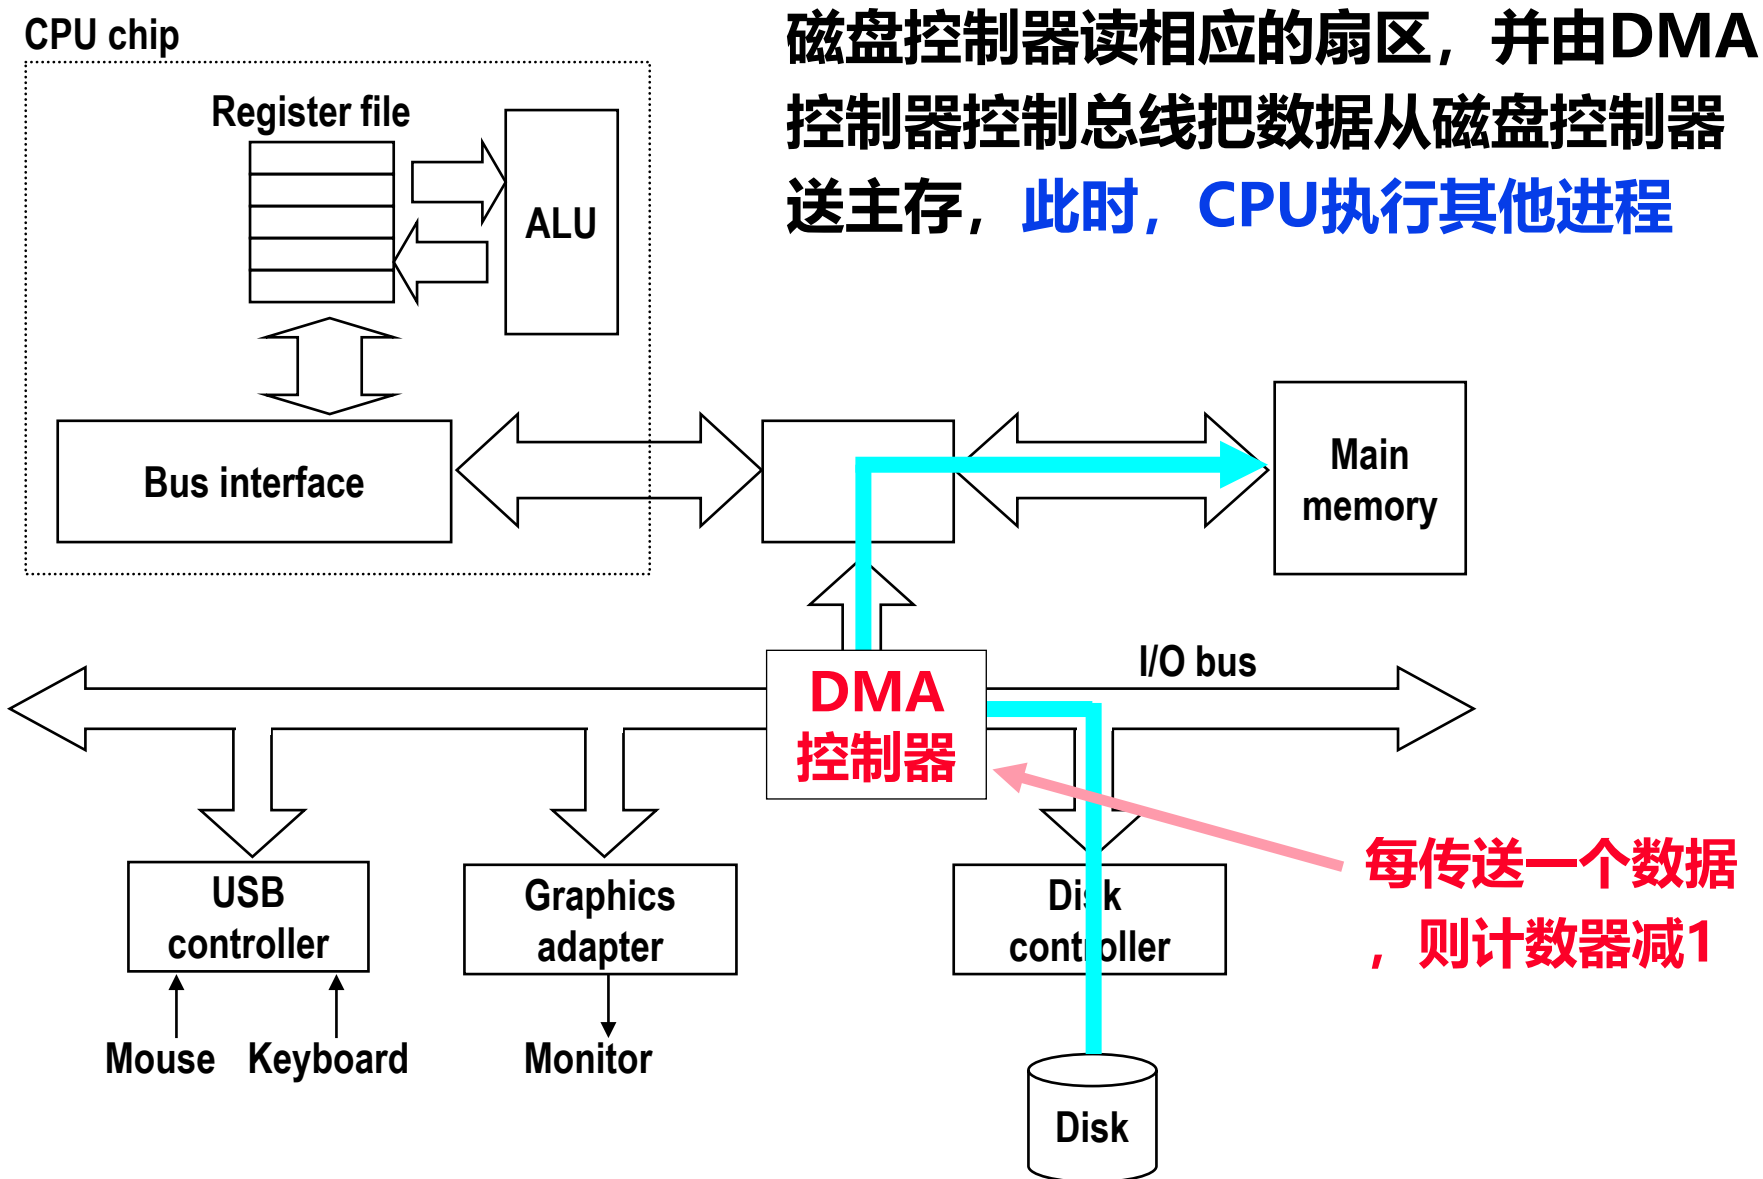 CPU chip
磁盘控制器读相应的扇区，并由DMA
控制器控制总线把数据从磁盘控制器
送主存，此时，CPU执行其他进程
Register file
ALU
Bus interface
Main
memory
I/O bus
DMA
控制器
每传送一个数据
，则计数器减1
USB
controller
Graphics
adapter
Disk
controller
Mouse
Keyboard
Monitor
Disk